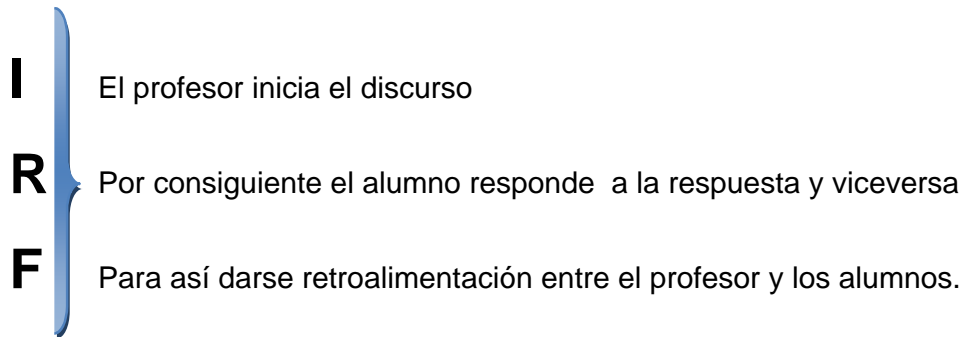 I El profesor inicia el discurso
R Por consiguiente el alumno responde a la respuesta y viceversa
F Para así darse retroalimentación entre el profesor y los alumnos.